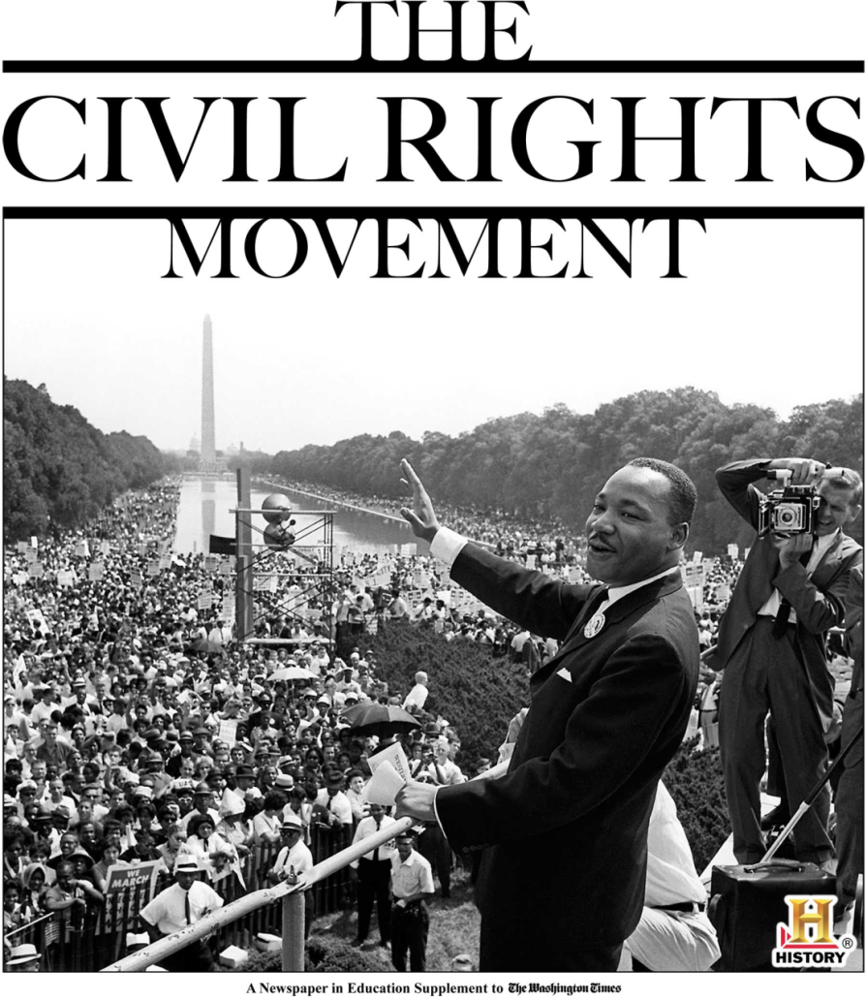 THE
CIVIL RIGHTS
MOVEMENT
WE
MARCH
H
HISTORY®
A Newspaper in Education Supplement to The Washington Times